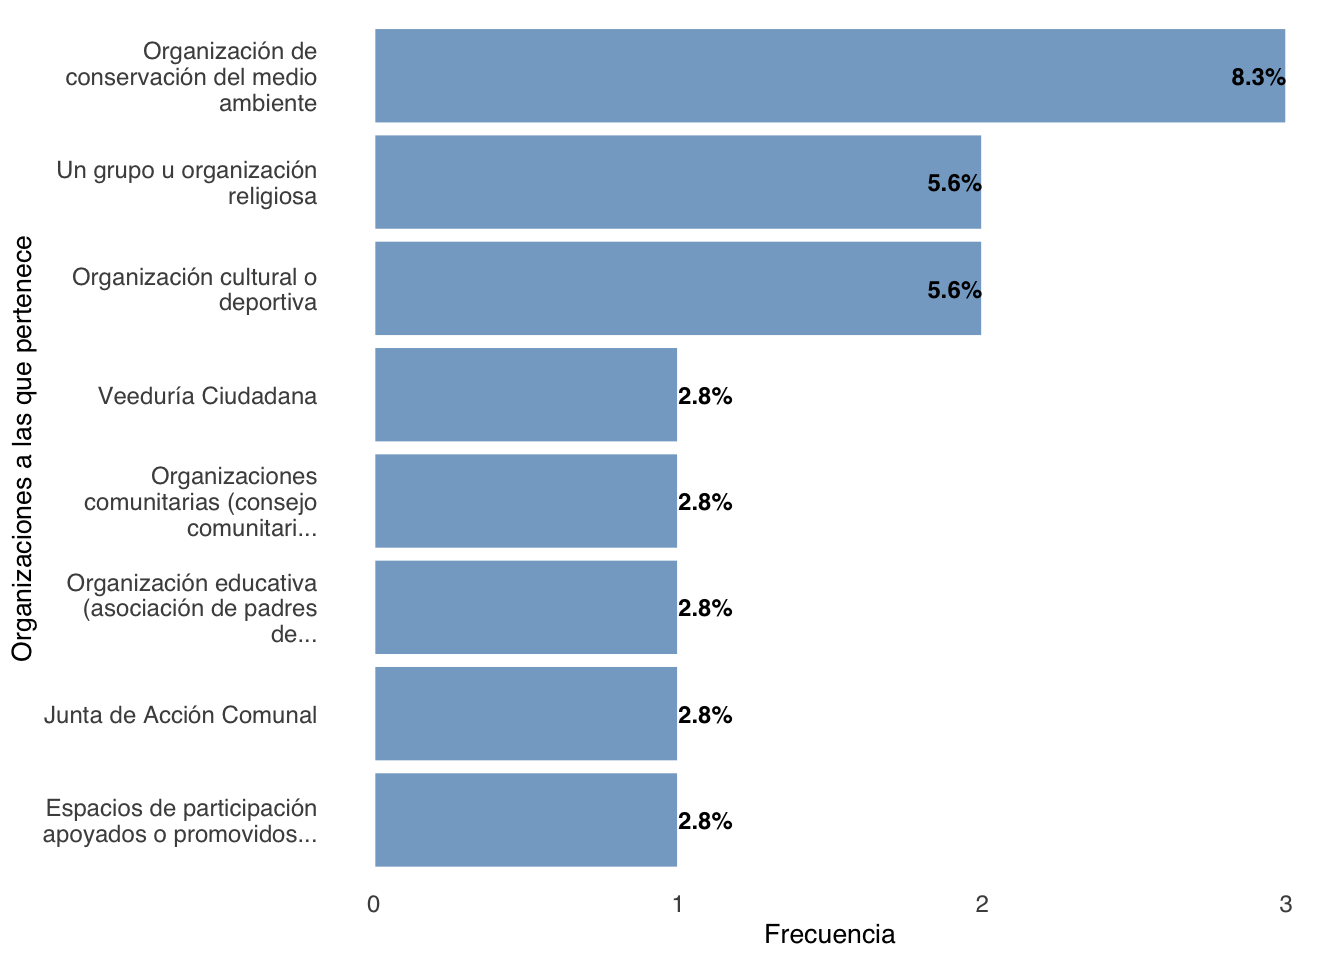 Organización de
conservación del medio
ambiente
8.3%
Un grupo u organización
religiosa
5.6%
Organización cultural o
deportiva
5.6%
Veeduría Ciudadana
2.8%
Organizaciones
comunitarias (consejo
comunitari...
2.8%
Organización educativa
(asociación de padres
de...
2.8%
Junta de Acción Comunal
2.8%
Espacios de participación
apoyados o promovidos...
2.8%
Organizaciones a las que pertenece
0 1 2 3
Frecuencia